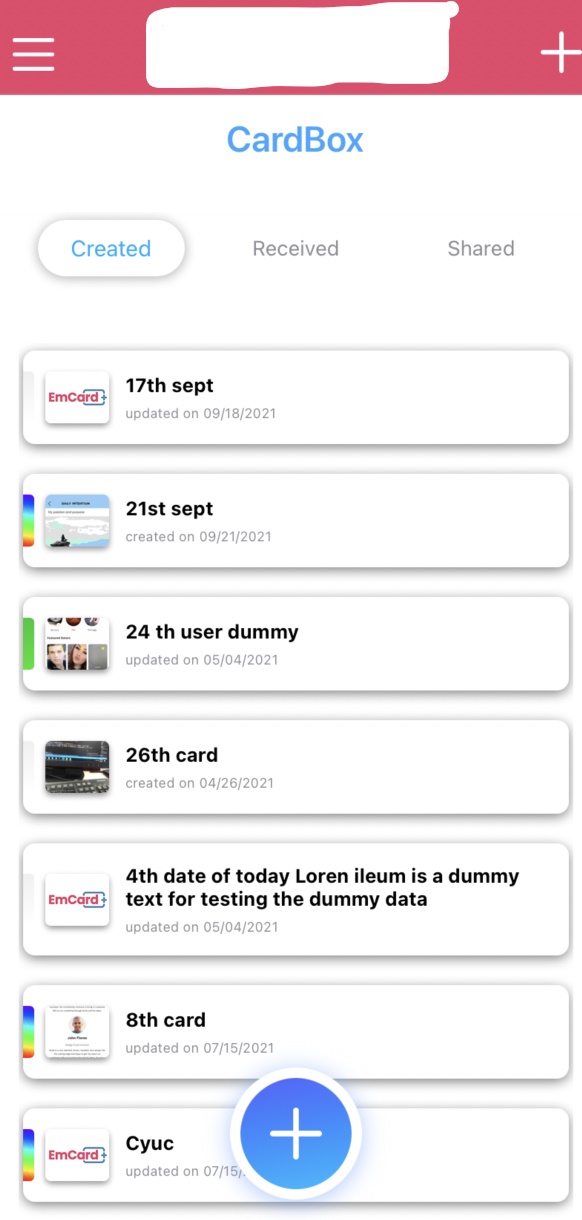 CardBox
Created Received Shared
EmCard+
17th sept
updated on 09/18/2021
DAILY INTENTION
21st sept
created on 09/21/2021
24 th user dummy
updated on 05/04/2021
26th card
created on 04/26/2021
EmCard+
4th date of today Loren ileum is a dummy
text for testing the dummy data
updated on 05/04/2021
8th card
updated on 07/15/2021
EmCard+
Cyuc
updated on 07/15/